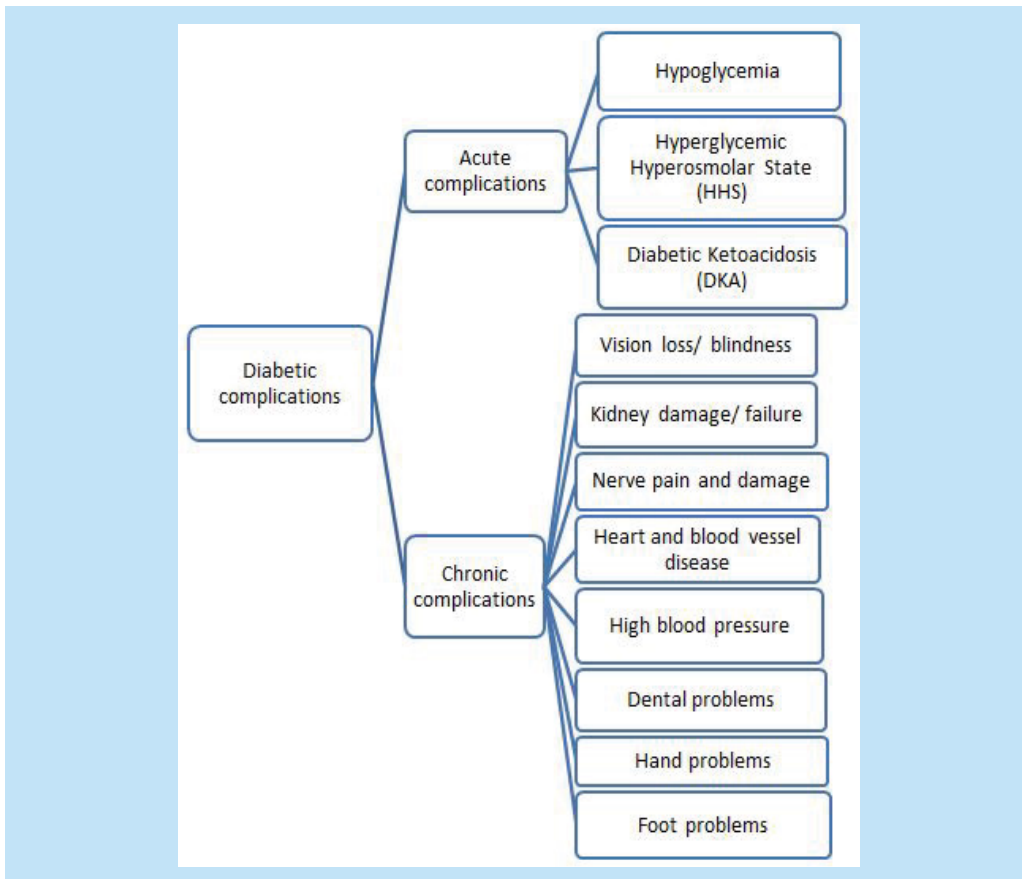 Diabetic
complications
Acute
complications
Hypoglycemia
Hyperglycemic
Hyperosmolar State
(HHS)
Diabetic Ketoacidosis
(DKA)
Chronic
complications
Vision loss/ blindness
Kidney damage/ failure
Nerve pain and damage
Heart and blood vessel
disease
High blood pressure
Dental problems
Hand problems
Foot problems